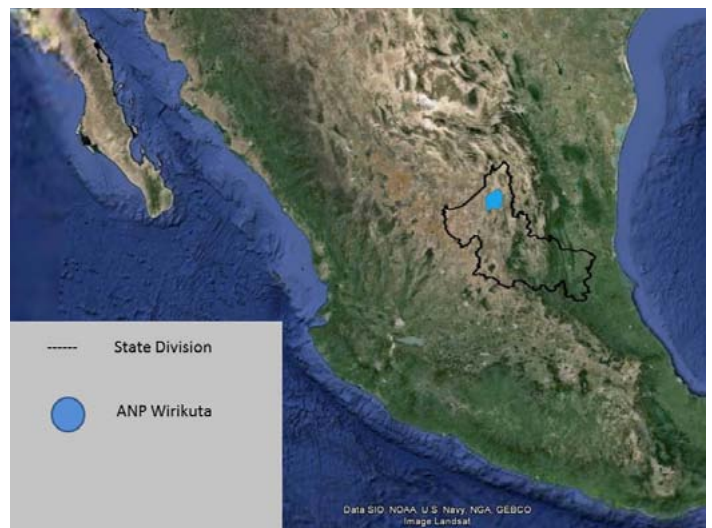 ------ State Division
ANP Wirikuta
Data SIO, NOAA, U.S. Navy, NGA, GEBCO
Image Landsat